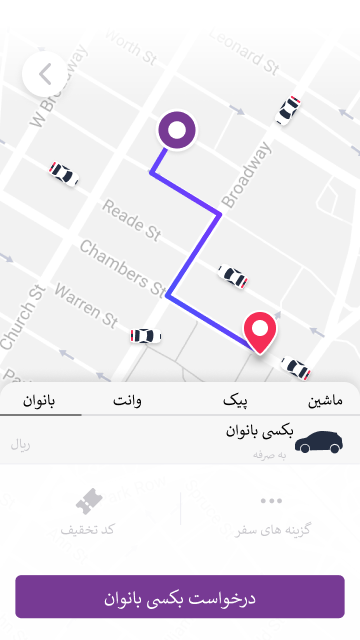 Worth St
Leonard St
W Broadway
Broadway
Reade St
Chambers St
Warren St
Church St
ماشین
پیک
وانت
بانوان
بکسی بانوان
به صرفه
ریال
گزینه های سفر
کد تخفیف
درخواست بکسی بانوان